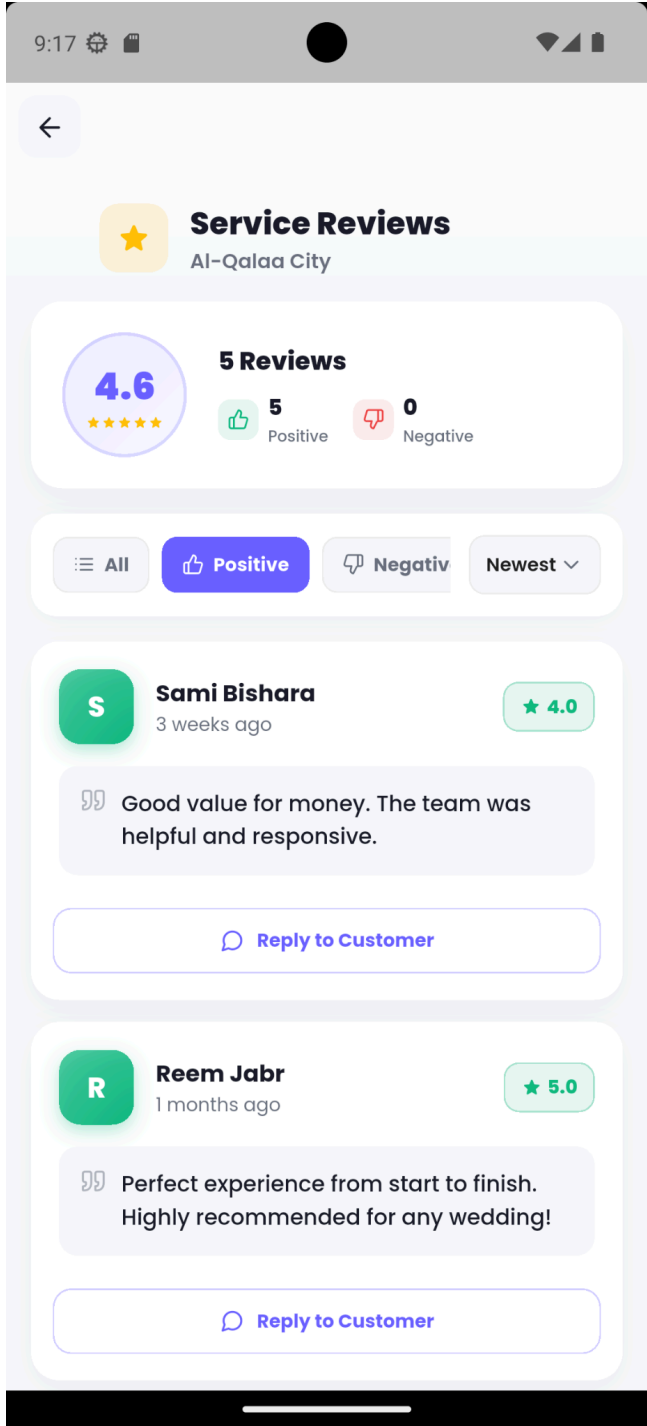 9:17
Service Reviews
Al-Qalaa City
4.6
5 Reviews
5
Positive
0
Negative
All
Positive
Negativ
Newest
S
Sami Bishara
3 weeks ago
4.0
Good value for money. The team was
helpful and responsive.
Reply to Customer
R
Reem Jabr
1 months ago
5.0
Perfect experience from start to finish.
Highly recommended for any wedding!
Reply to Customer